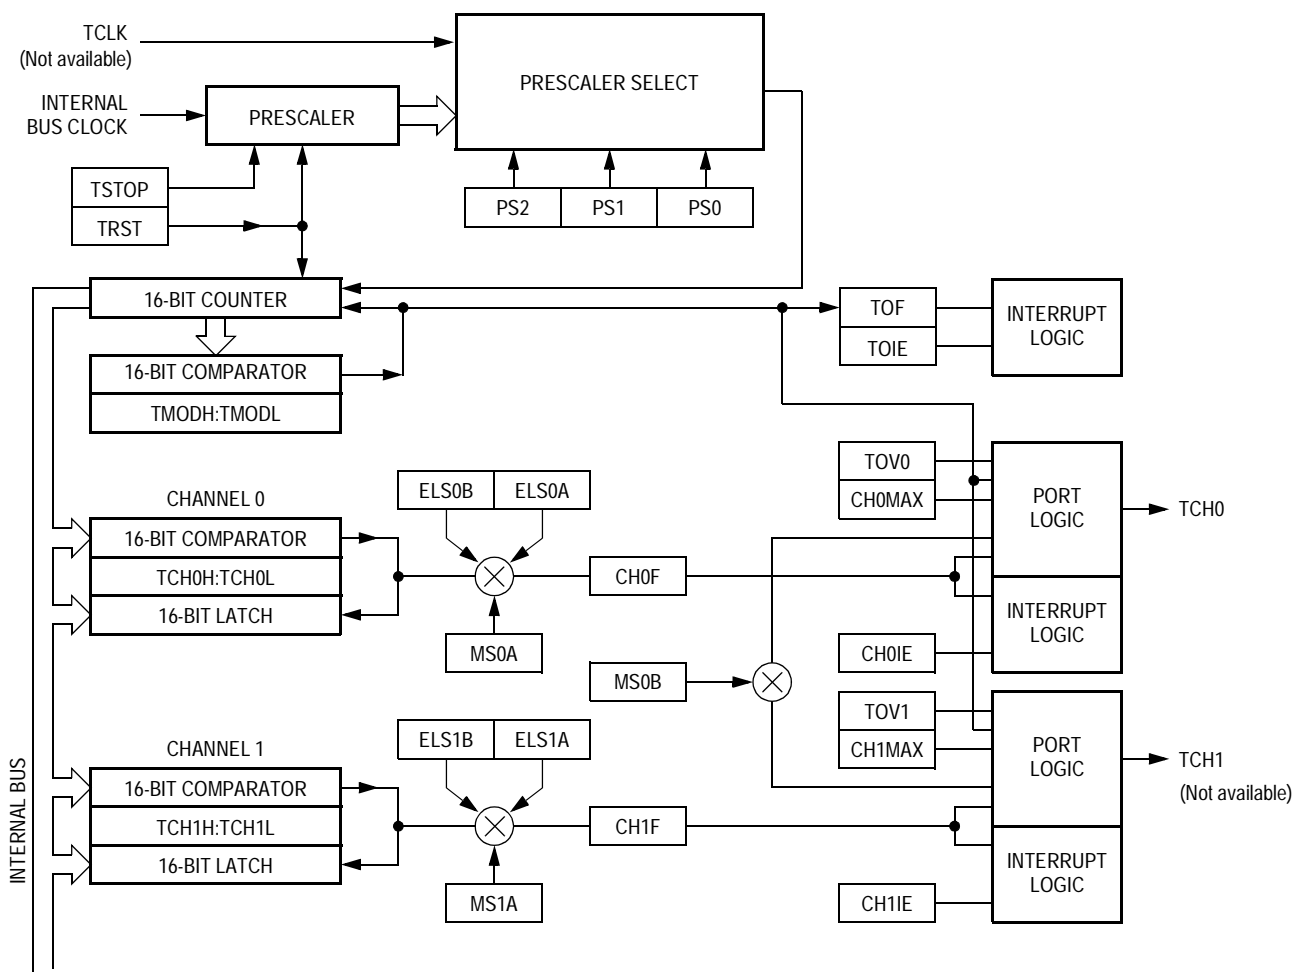 TCLK
(Not available)
PRESCALER SELECT
INTERNAL
BUS CLOCK
PRESCALER
TSTOP
TRST
PS2
PS1
PS0
16-BIT COUNTER
16-BIT COMPARATOR
TMODH:TMODL
TOF
TOIE
INTERRUPT
LOGIC
CHANNEL 0
16-BIT COMPARATOR
TCH0H:TCH0L
16-BIT LATCH
ELS0B
ELS0A
MS0A
CH0F
TOV0
CH0MAX
PORT
LOGIC
TCH0
INTERRUPT
LOGIC
CH0IE
MS0B
CHANNEL 1
16-BIT COMPARATOR
TCH1H:TCH1L
16-BIT LATCH
ELS1B
ELS1A
MS1A
CH1F
TOV1
CH1MAX
PORT
LOGIC
TCH1
(Not available)
INTERRUPT
LOGIC
CH1IE
INTERNAL BUS